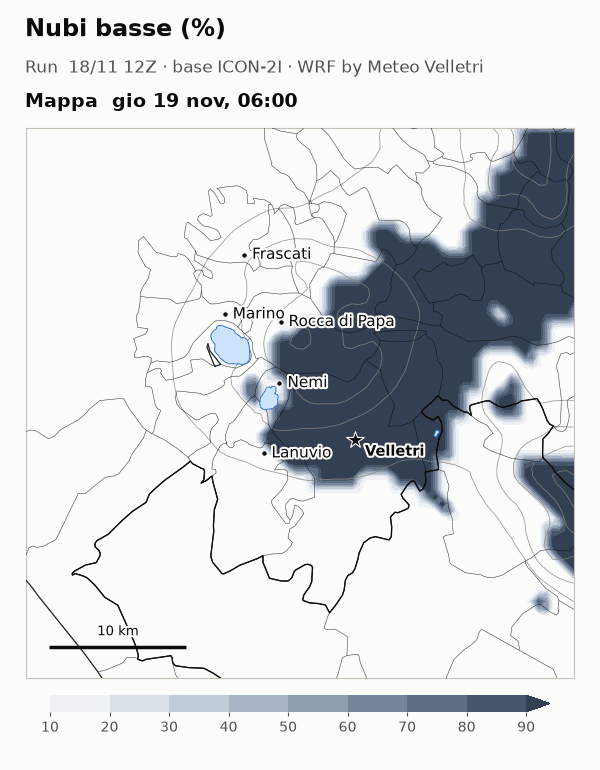 Nubi basse (%)
Run  18/11 12Z · base ICON-2I · WRF by Meteo Velletri
Mappa  gio 19 nov, 06:00
Frascati
Marino
Rocca di Papa
Nemi
Velletri
Lanuvio
10 km
10 20 30 40 50 60 70 80 90